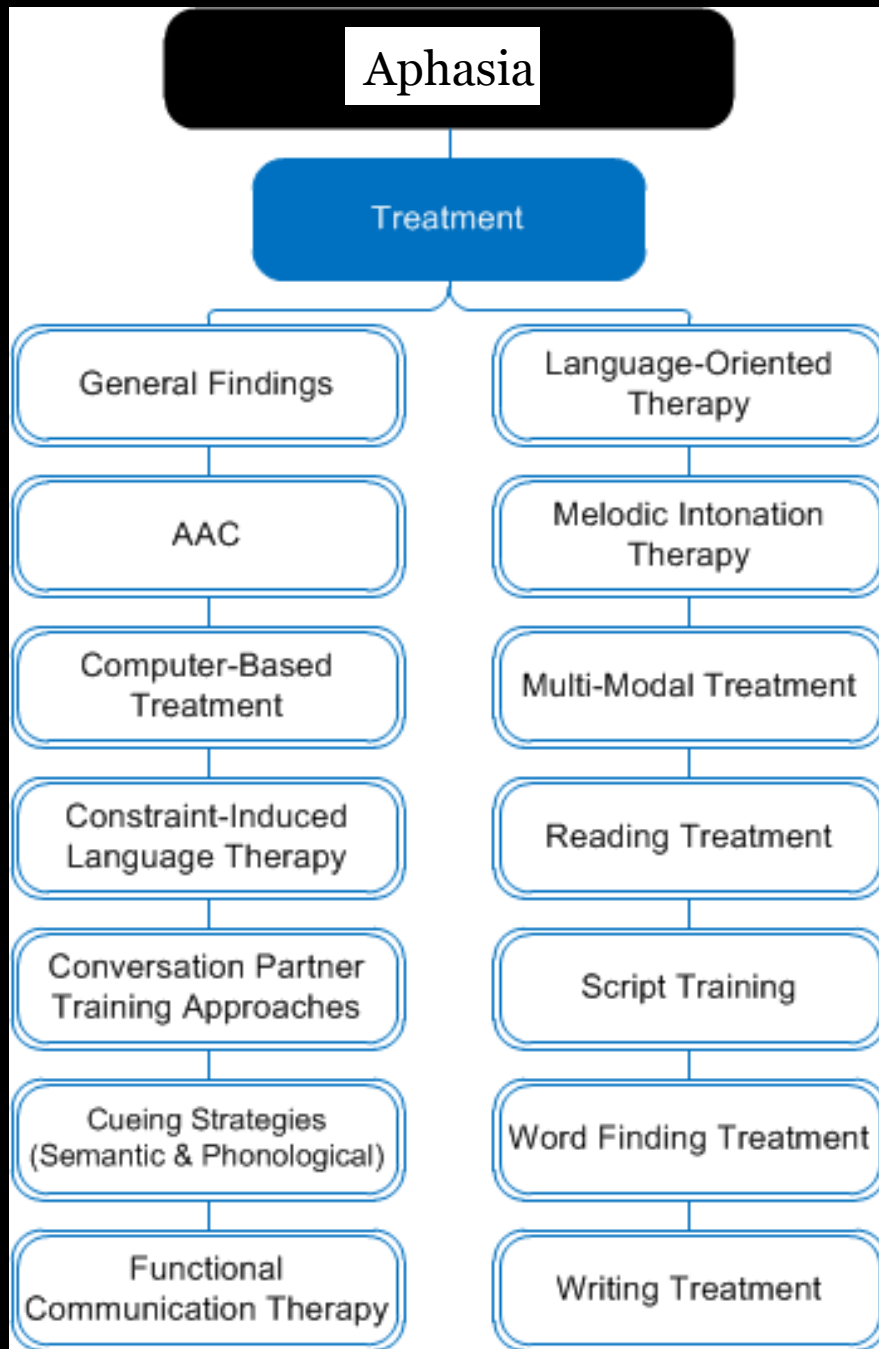 Aphasia
Treatment
General Findings
AAC
Computer-Based
Treatment
Constraint-Induced
Language Therapy
Conversation Partner
Training Approaches
Cueing Strategies
(Semantic & Phonological)
Functional
Communication Therapy
Language-Oriented
Therapy
Melodic Intonation
Therapy
Multi-Modal Treatment
Reading Treatment
Script Training
Word Finding Treatment
Writing Treatment